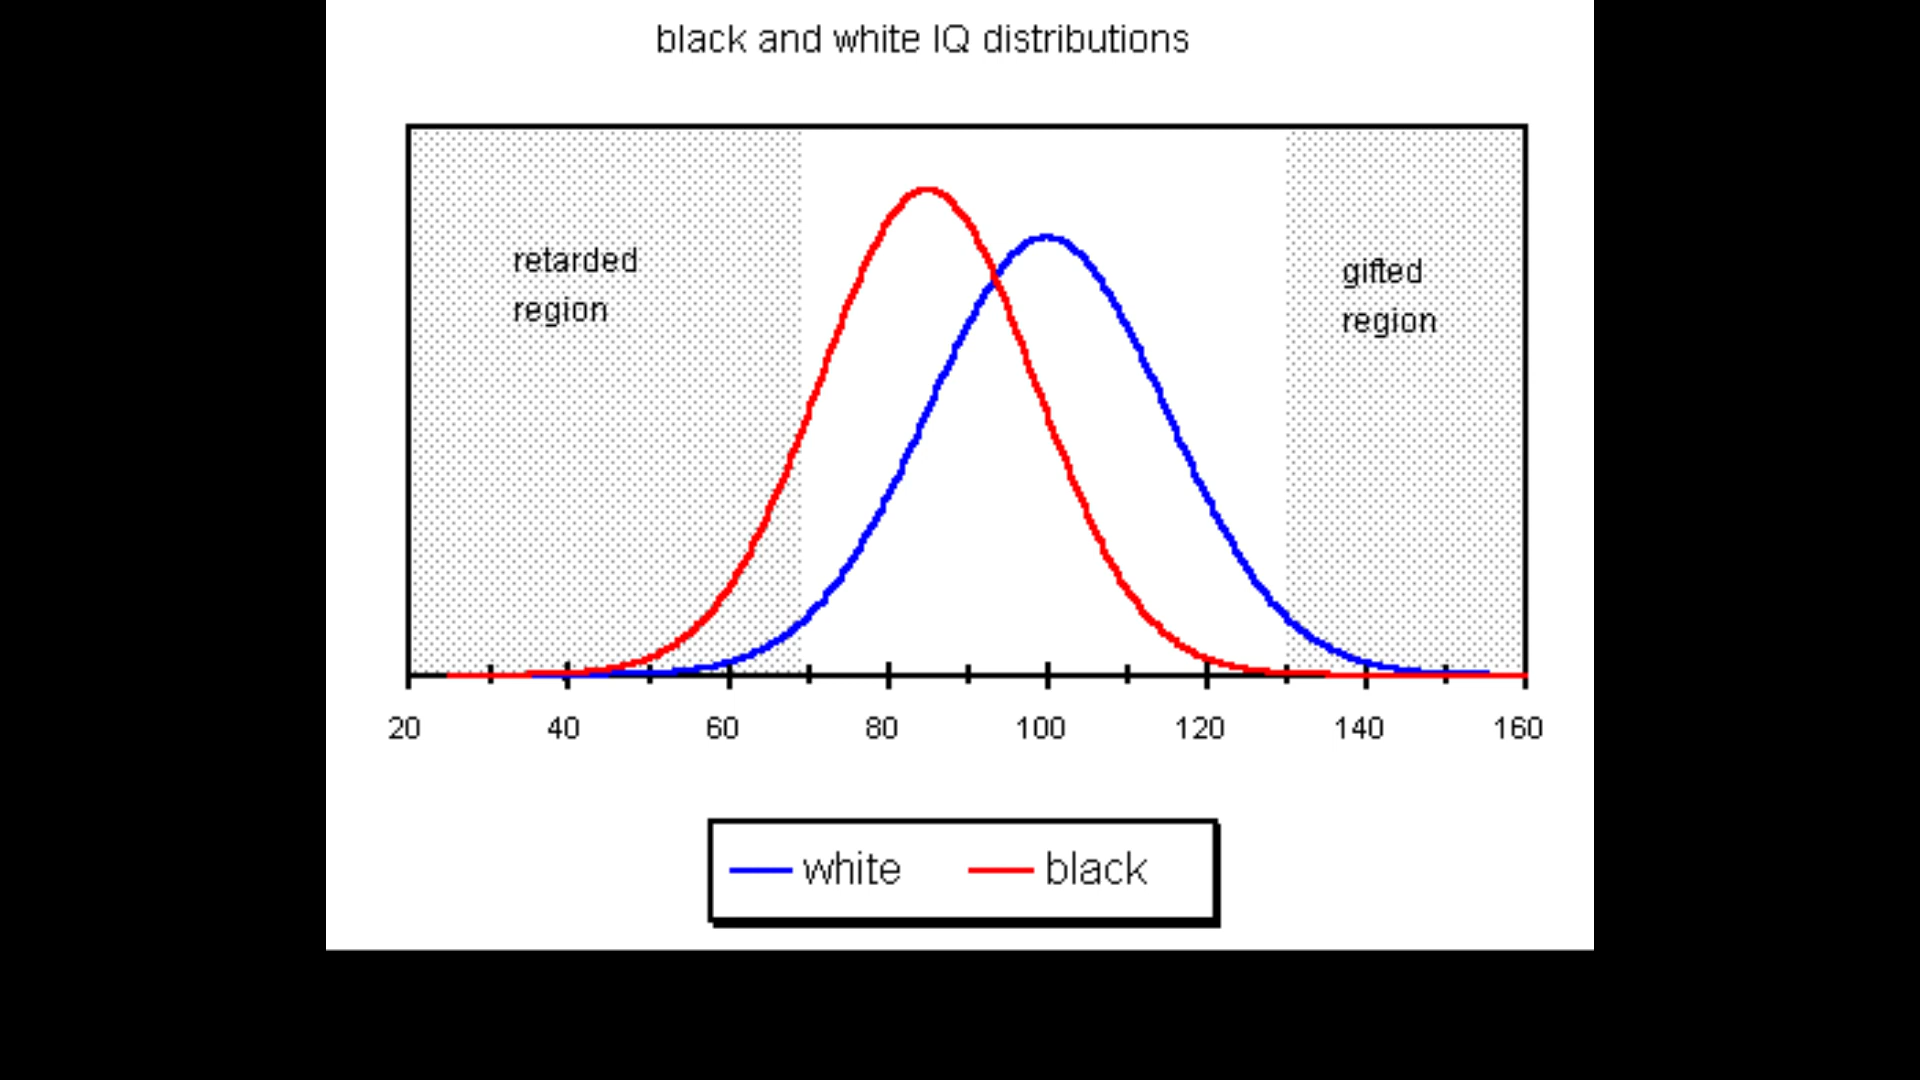 black and white IQ distributions
retarded
region
gifted
region
20 40 60 80 100 120 140 160
white black